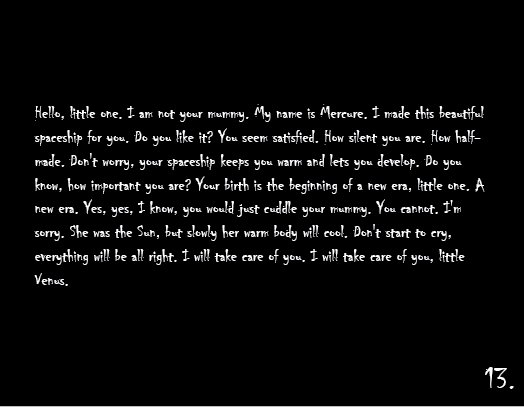 Hello, little one. I am not your mummy. My name is Mercure. I made this beautiful
spaceship for you. Do you like it? You seem satisfied. How silent you are. How half-
made. Don't worry, your spaceship keeps you warm and lets you develop. Do you
know, how important you are? Your birth is the beginning of a new era, little one. A
new era. Yes, yes, I know, you would just cuddle your mummy. You cannot. I'm
sorry. She was the Sun, but slowly her warm body will cool. Don't start to cry,
everything will be all right. I will take care of you. I will take care of you, little
Venus.
13.